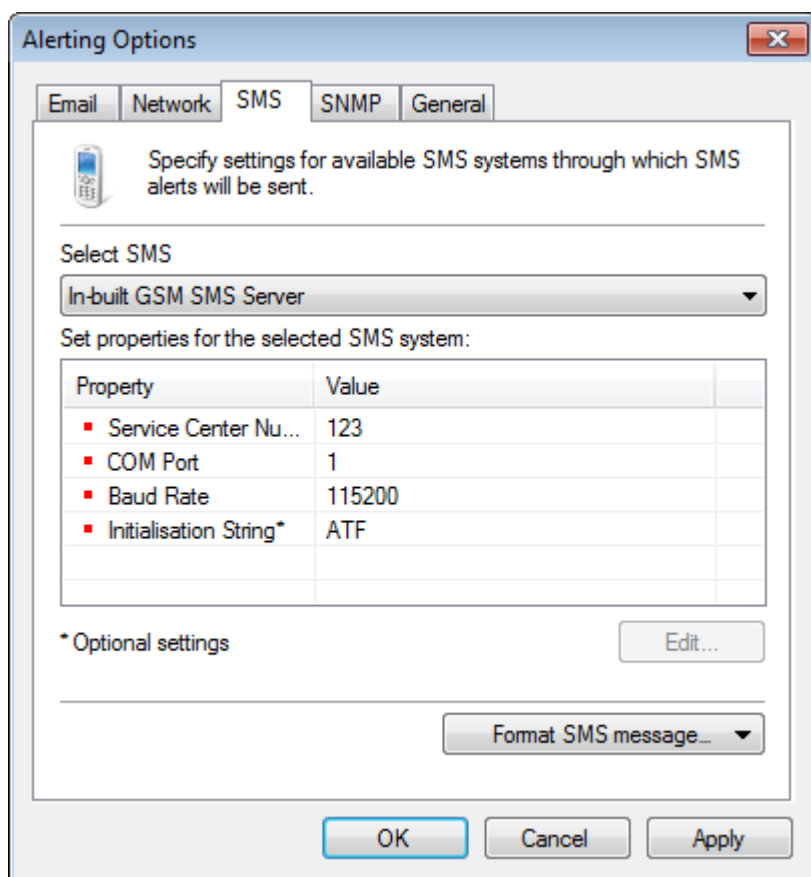 Alerting Options
Email Network SMS SNMP General
Specify settings for available SMS systems through which SMS
alerts will be sent.
Select SMS
In-built GSM SMS Server
Set properties for the selected SMS system:
Property Value
Service Center Nu... 123
COM Port 1
Baud Rate 115200
Initialisation String* ATF
* Optional settings Edit...
Format SMS message...
OK Cancel Apply